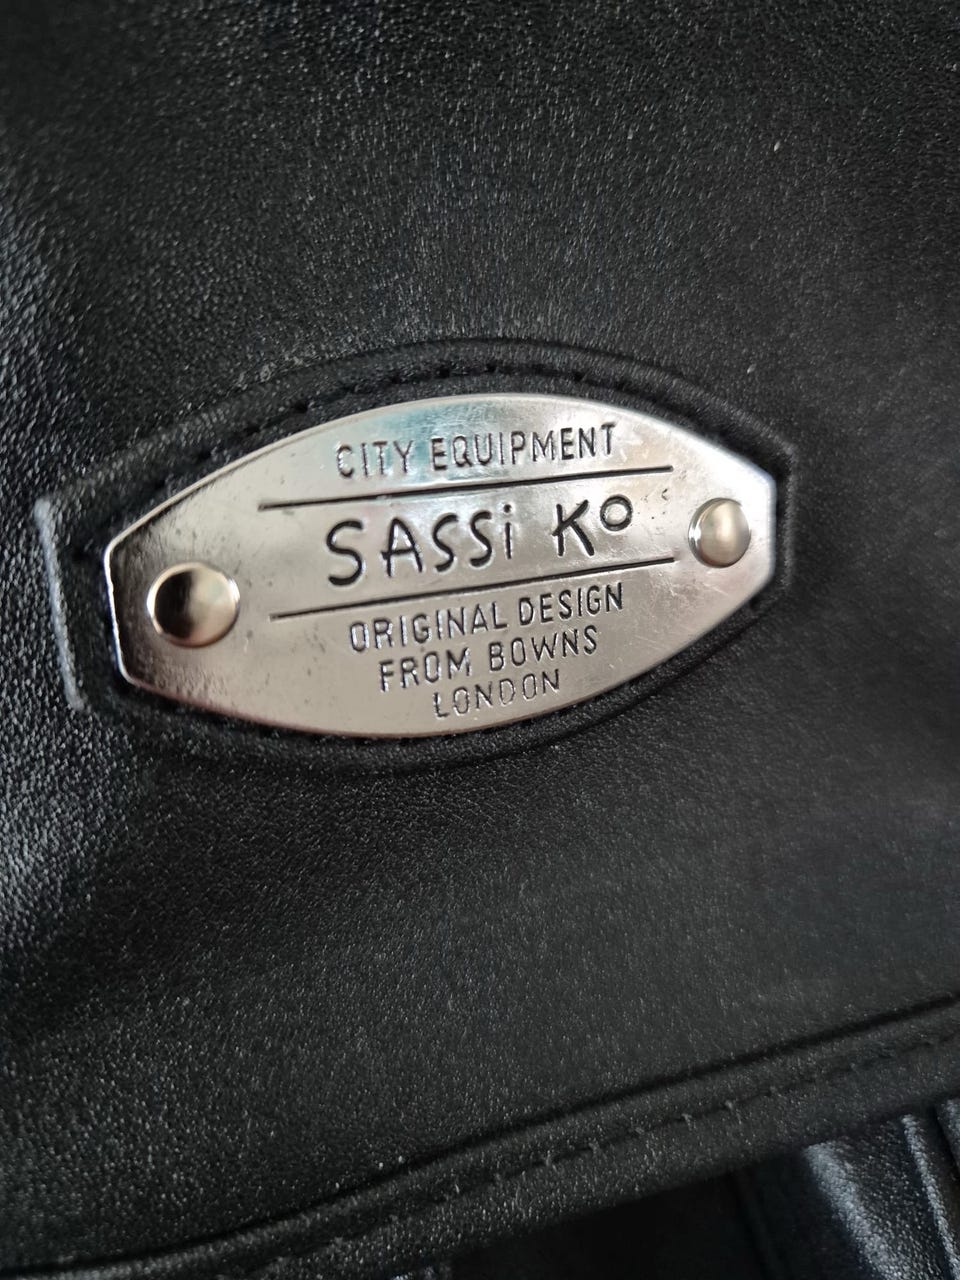 CITY EQUIPMENT
SASSi Ko
ORIGINAL DESIGN
FROM BOWNS
LONDON